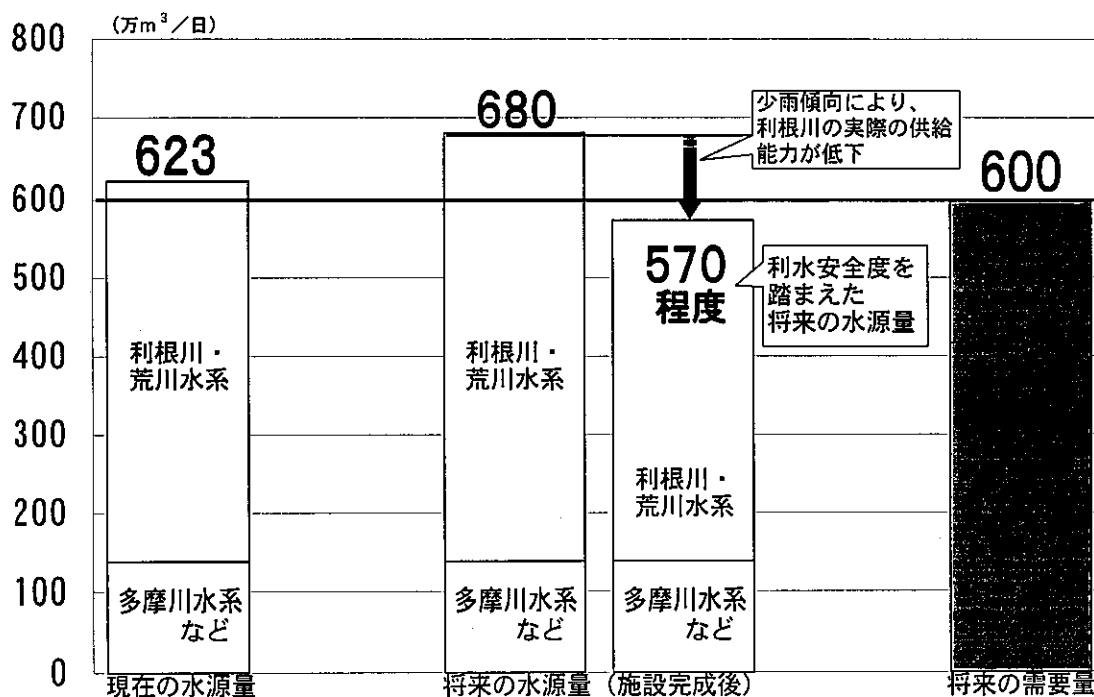 (万m³/日)
800
700
600
500
400
300
200
100
0
623
利根川・
荒川水系
多摩川水系
など
現在の水源量
680
利根川・
荒川水系
多摩川水系
など
将来の水源量
少雨傾向により、
利根川の実際の供給
能力が低下
570
程度
利水安全度を
踏まえた
将来の水源量
利根川・
荒川水系
多摩川水系
など
(施設完成後)
600
将来の需要量